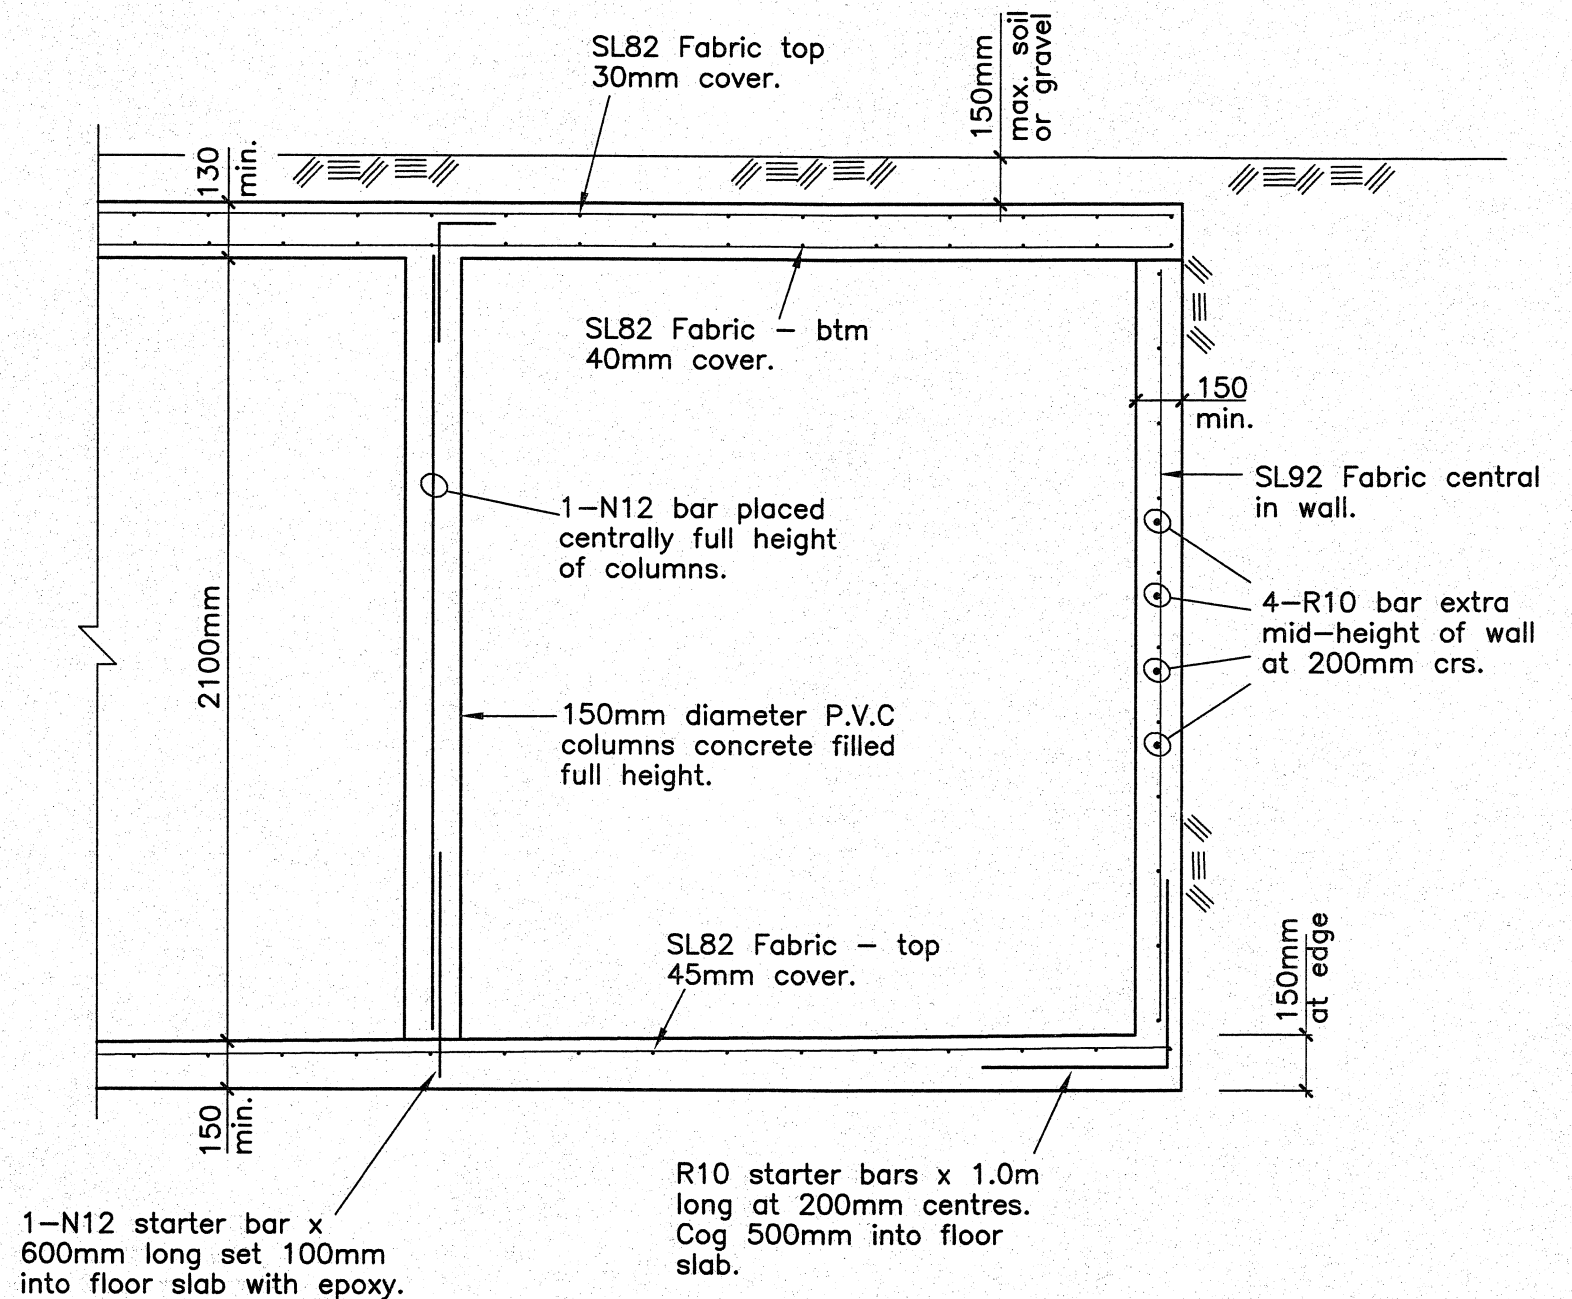 SL82 Fabric top
30mm cover.
150mm
max. soil
or gravel
130
min.
SL82 Fabric – btm
40mm cover.
150
min.
SL92 Fabric central
in wall.
1–N12 bar placed
centrally full height
of columns.
4–R10 bar extra
mid–height of wall
at 200mm crs.
2100mm
150mm diameter P.V.C
columns concrete filled
full height.
SL82 Fabric – top
45mm cover.
150mm
at edge
150
min.
R10 starter bars x 1.0m
long at 200mm centres.
Cog 500mm into floor
slab.
1–N12 starter bar x
600mm long set 100mm
into floor slab with epoxy.